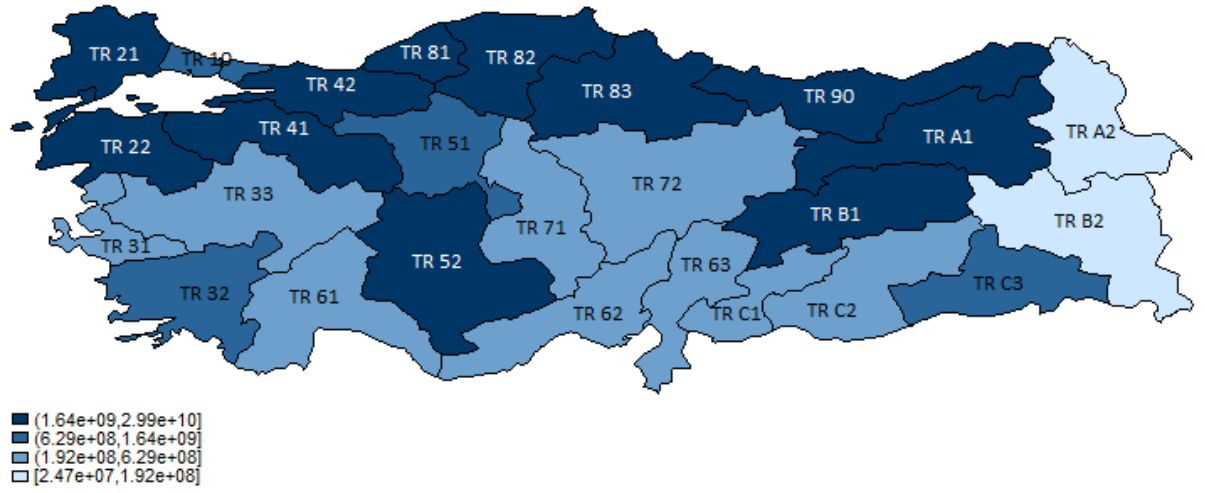 TR 21
TR 10
TR 81
TR 82
TR 42
TR 83
TR 90
TR 22
TR 41
TR 51
TR A1
TR A2
TR 33
TR 72
TR 31
TR 52
TR 71
TR B1
TR B2
TR 32
TR 61
TR 62
TR 63
TR C1
TR C2
TR C3
(1.64e+09,2.99e+10]
(6.29e+08,1.64e+09]
(1.92e+08,6.29e+08]
[2.47e+07,1.92e+08]